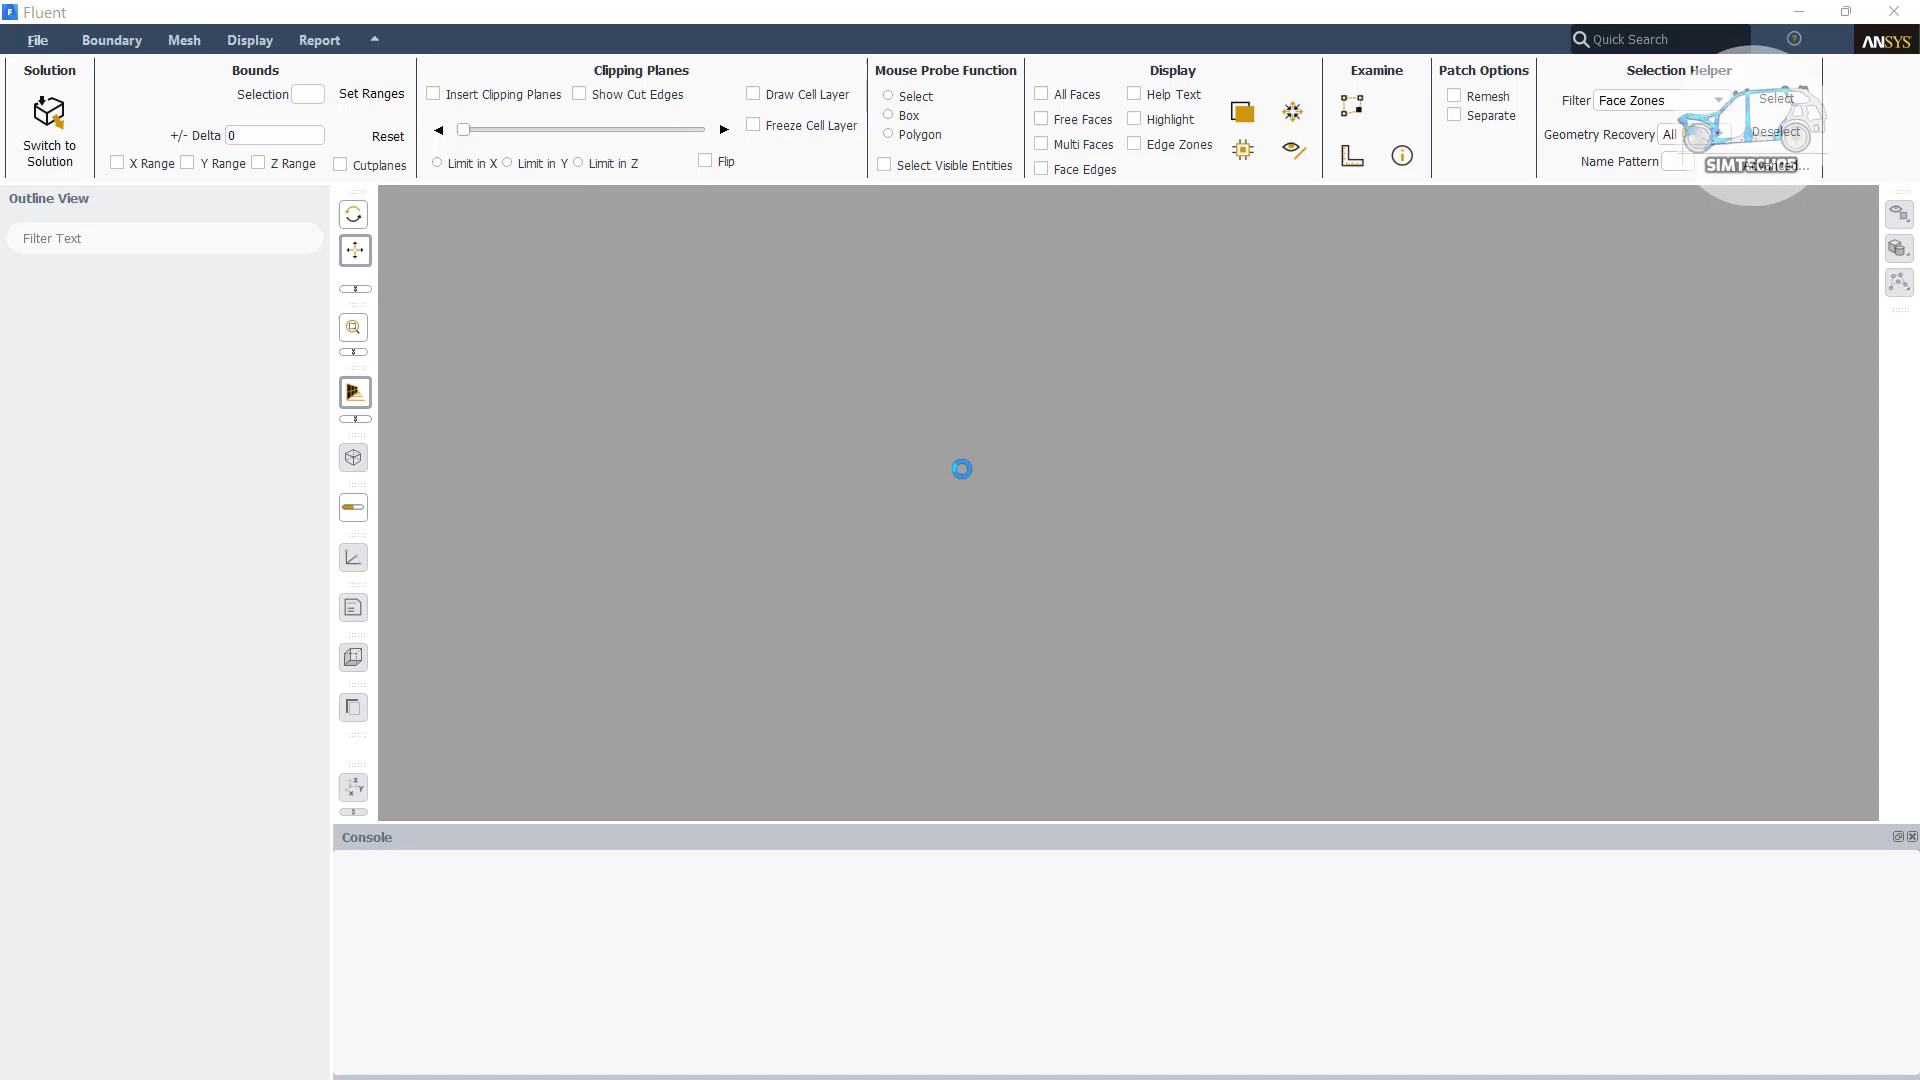 Fluent
File Boundary Mesh Display Report Quick Search ANSYS
Solution Bounds Clipping Planes Mouse Probe Function Display Examine Patch Options Selection Helper
Selection Set Ranges Insert Clipping Planes Show Cut Edges Draw Cell Layer Select All Faces Help Text Remesh Filter Face Zones Select
Box Free Faces Highlight Separate
+/- Delta 0 Reset Freeze Cell Layer Polygon Multi Faces Edge Zones Geometry Recovery All Deselect
Switch to
Solution X Range Y Range Z Range Cutplanes Limit in X Limit in Y Limit in Z Flip Select Visible Entities Face Edges Name Pattern Advanced...
Outline View
Filter Text
Z
Y
X
Console